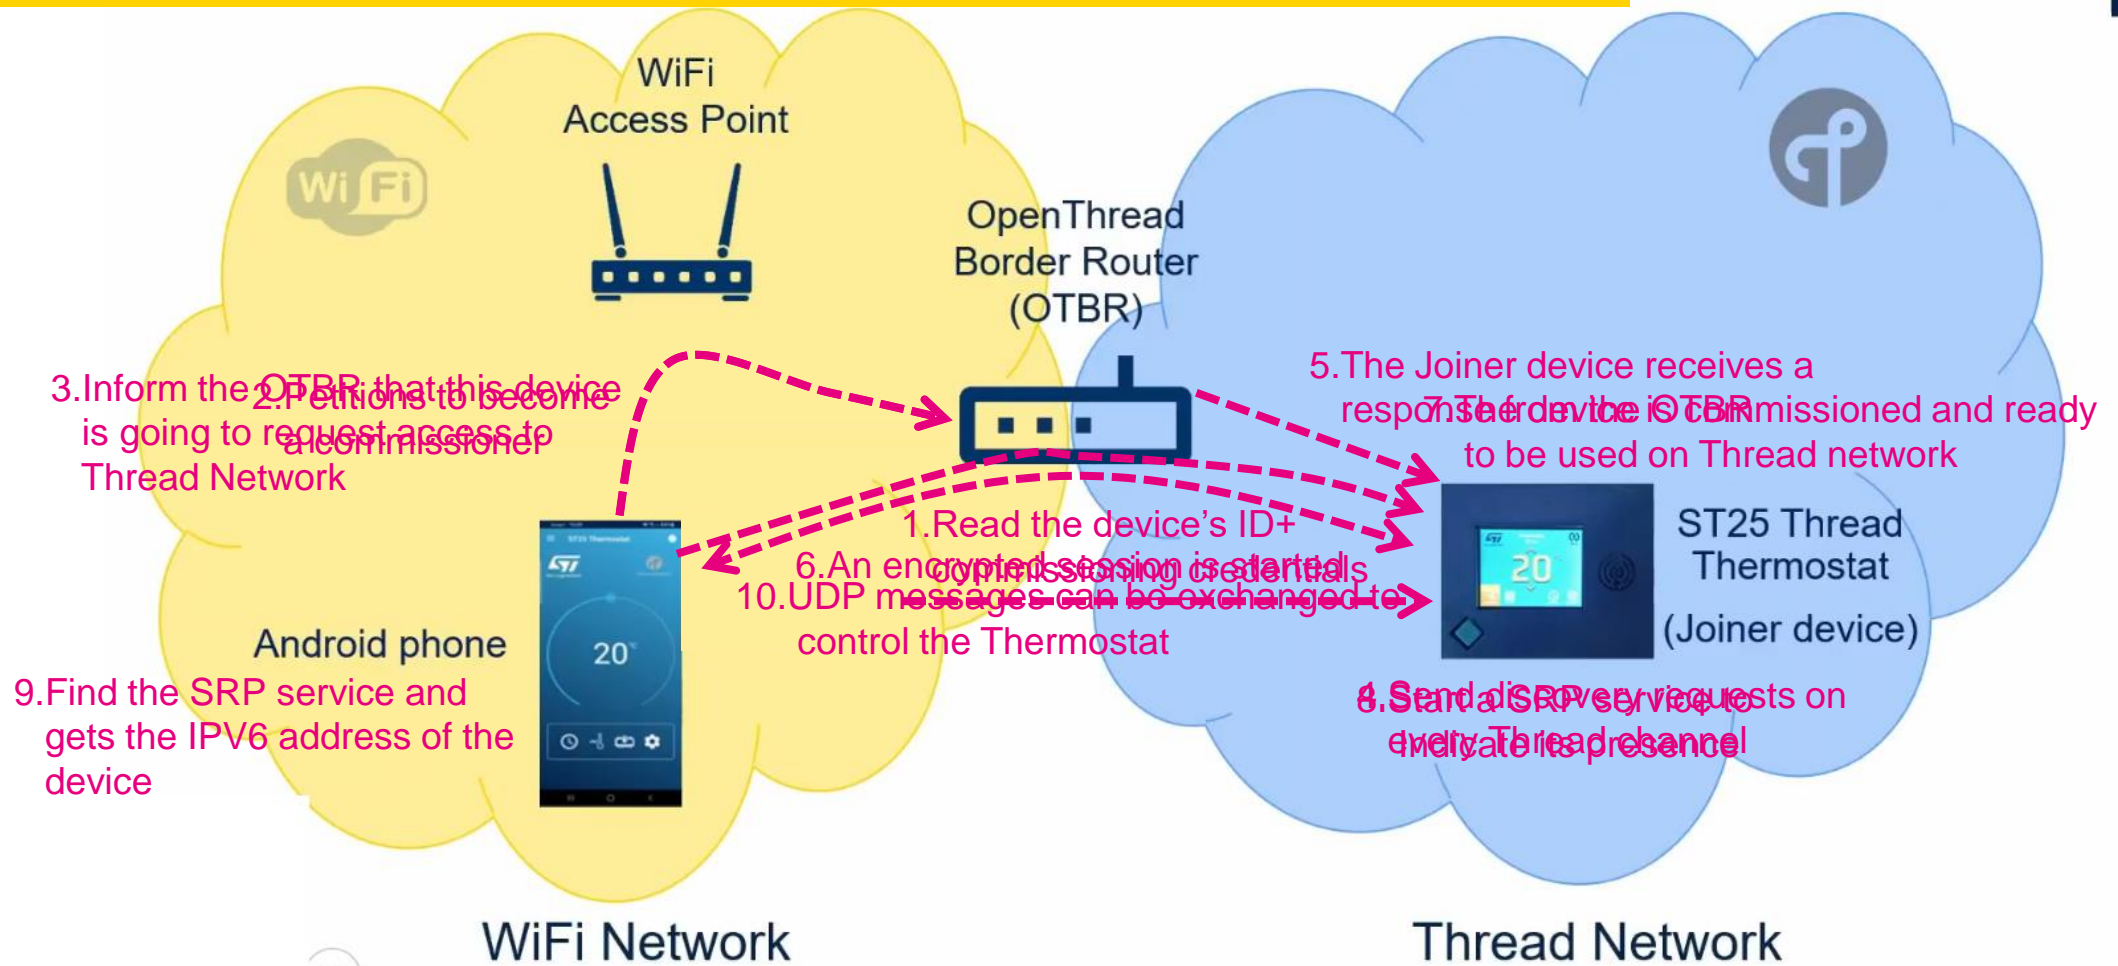 WiFi
Access Point
Wi Fi
OpenThread
Border Router
(OTBR)
3.Inform the OTBR that this device
is going to request access to
Thread Network
2.Petitions to become
a commissioner
5.The Joiner device receives a
response from the OTBR
7.The device is commissioned and ready
to be used on Thread network
1.Read the device's ID+
commissioning credentials
6.An encrypted session is started
10.UDP messages can be exchanged to
control the Thermostat
ST25 Thread
Thermostat
(Joiner device)
Android phone
ST25 Thermostat
20°
20
9.Find the SRP service and
gets the IPV6 address of the
device
4.Send discovery requests on
every Thread channel
8.Start a SRP service to
Indicate its presence
WiFi Network
Thread Network